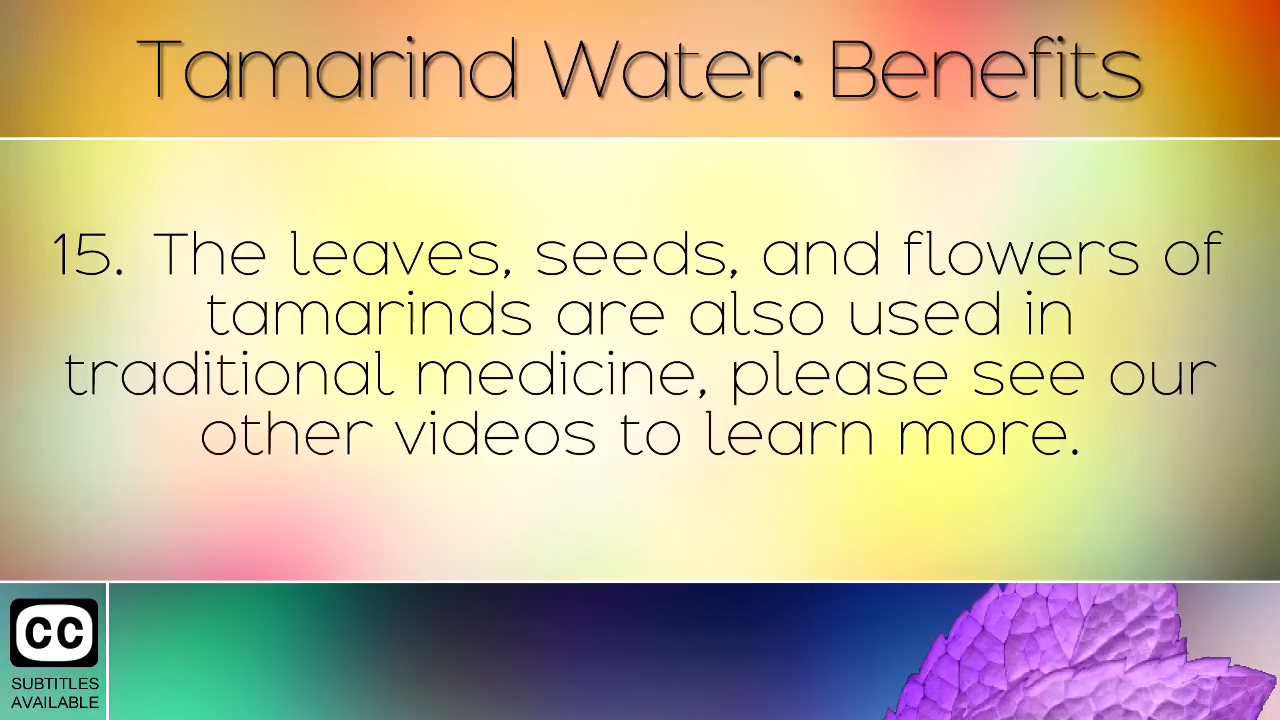 Tamarind Water: Benefits
15. The leaves, seeds, and flowers of
tamarinds are also used in
traditional medicine, please see our
other videos to learn more.
CC
SUBTITLES
AVAILABLE